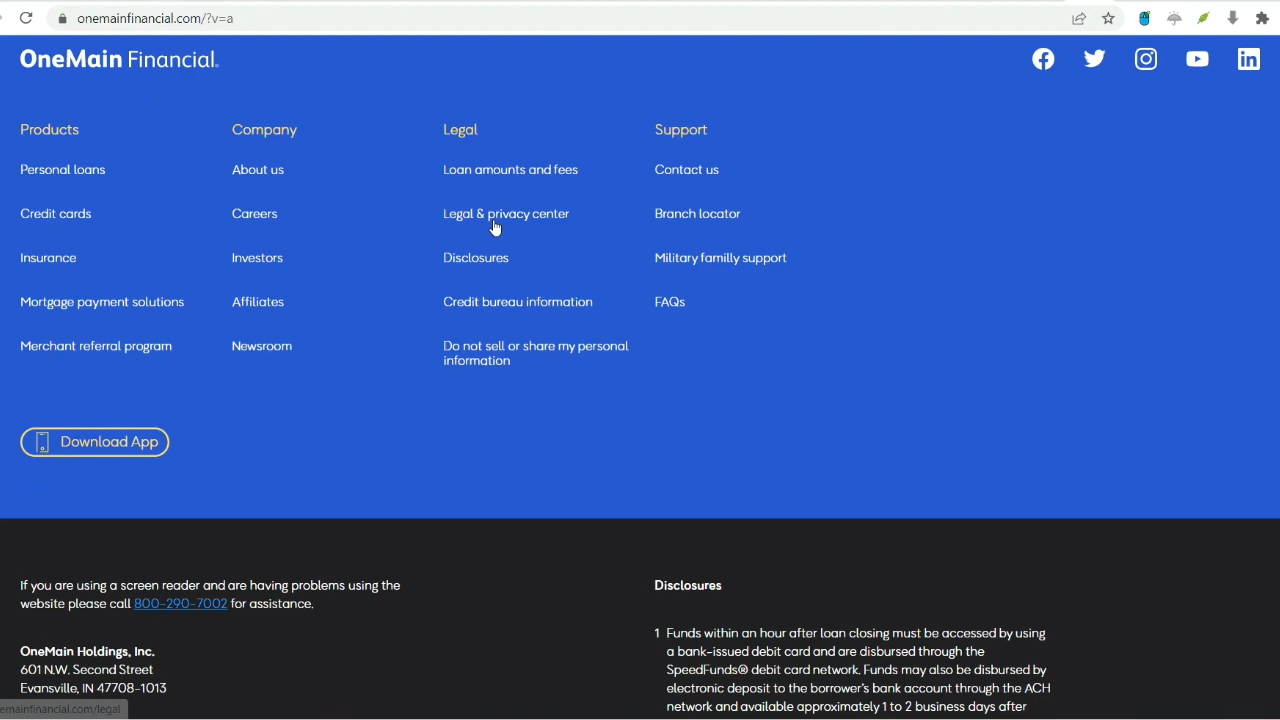 onemainfinancial.com/?v=a
OneMain Financial.
Products
Personal loans
Credit cards
Insurance
Mortgage payment solutions
Merchant referral program
Company
About us
Careers
Investors
Affiliates
Newsroom
Legal
Loan amounts and fees
Legal & privacy center
Disclosures
Credit bureau information
Do not sell or share my personal
information
Support
Contact us
Branch locator
Military familly support
FAQs
Download App
If you are using a screen reader and are having problems using the
website please call 800-290-7002 for assistance.
OneMain Holdings, Inc.
601 N.W. Second Street
Evansville, IN 47708-1013
Disclosures
1 Funds within an hour after loan closing must be accessed by using
a bank-issued debit card and are disbursed through the
SpeedFunds® debit card network. Funds may also be disbursed by
electronic deposit to the borrower's bank account through the ACH
network and available approximately 1 to 2 business days after
emainfinancial.com/legal